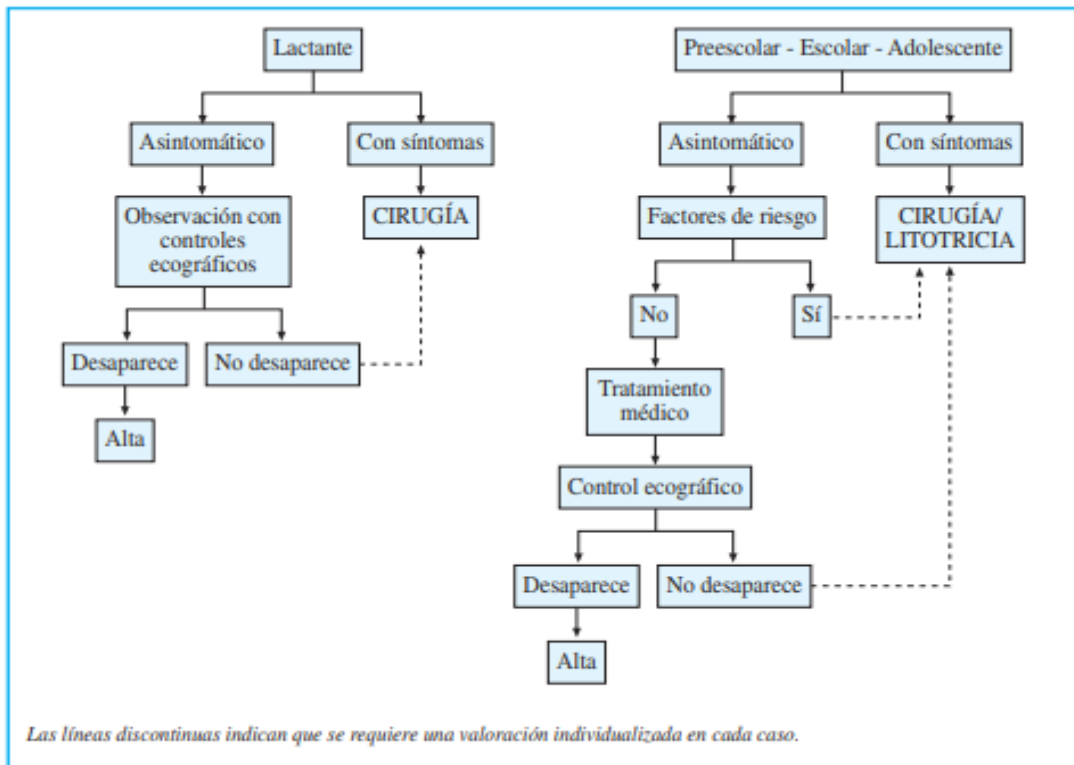 Lactante
Asintomático
Con síntomas
Observación con
controles
ecográficos
CIRUGÍA
Desaparece
No desaparece
Alta
Preescolar - Escolar - Adolescente
Asintomático
Con síntomas
Factores de riesgo
CIRUGÍA/
LITOTRICIA
No
Sí
Tratamiento
médico
Control ecográfico
Desaparece
No desaparece
Alta
Las líneas discontinuas indican que se requiere una valoración individualizada en cada caso.